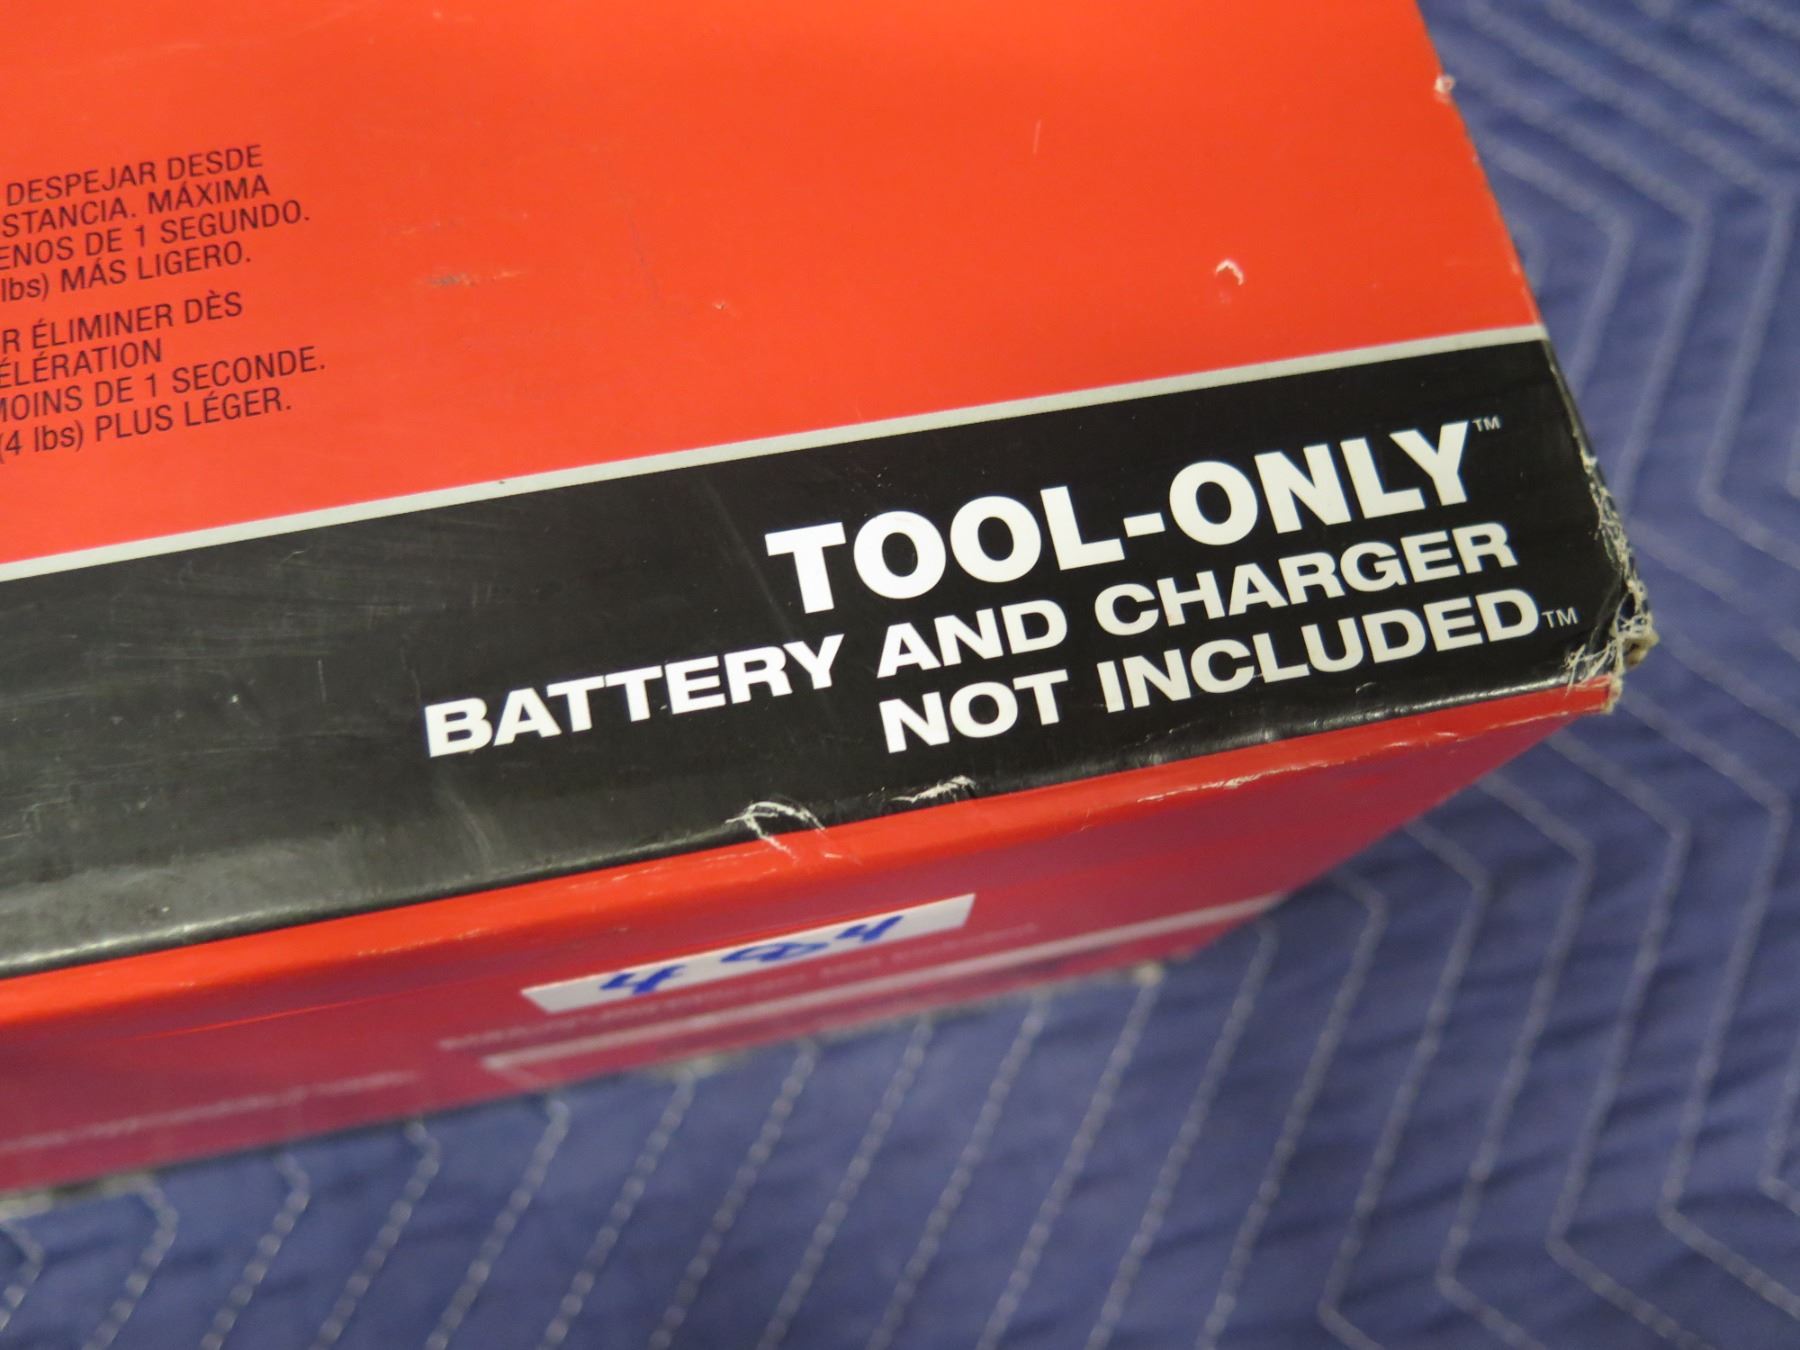 DESPEJAR DESDE
STANCIA. MÁXIMA
ENOS DE 1 SEGUNDO.
lbs) MÁS LIGERO.
R ÉLIMINER DÈS
ÉLÉRATION
MOINS DE 1 SECONDE.
(4 lbs) PLUS LÉGER.
TOOL-ONLY™
BATTERY AND CHARGER
NOT INCLUDED™
484